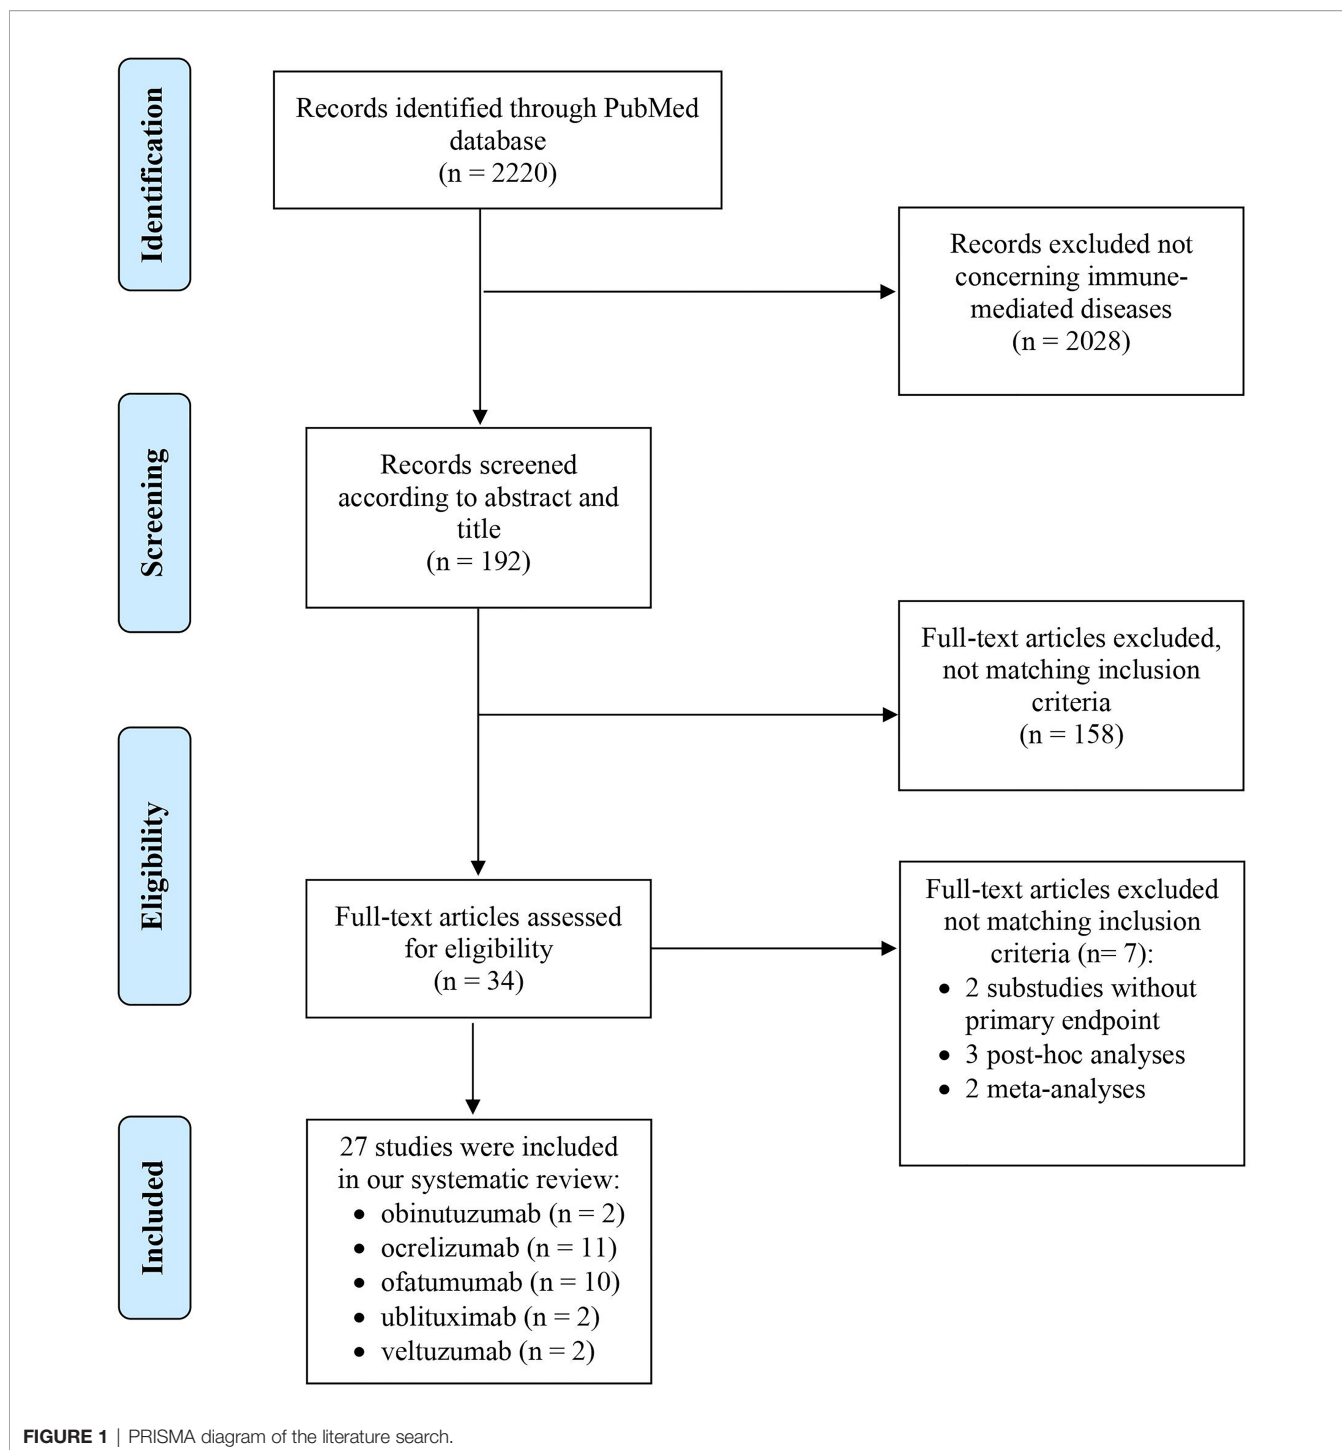 Identification
Records identified through PubMed
database
(n = 2220)
Records excluded not
concerning immune-
mediated diseases
(n = 2028)
Screening
Records screened
according to abstract and
title
(n = 192)
Full-text articles excluded,
not matching inclusion
criteria
(n = 158)
Eligibility
Full-text articles assessed
for eligibility
(n = 34)
Full-text articles excluded
not matching inclusion
criteria (n= 7):
• 2 substudies without
primary endpoint
• 3 post-hoc analyses
• 2 meta-analyses
Included
27 studies were included
in our systematic review:
• obinutuzumab (n = 2)
• ocrelizumab (n = 11)
• ofatumumab (n = 10)
• ublituximab (n = 2)
• veltuzumab (n = 2)
FIGURE 1 | PRISMA diagram of the literature search.